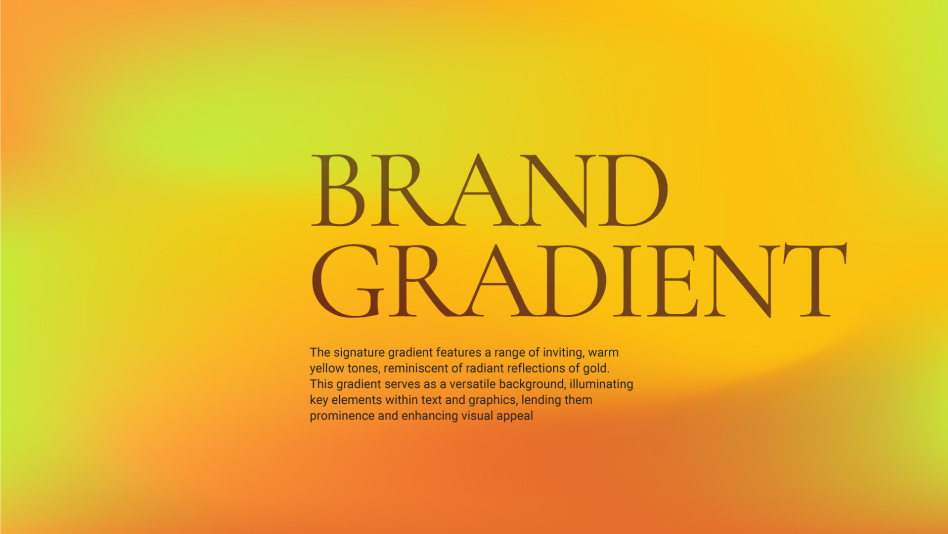 BRAND
GRADIENT
The signature gradient features a range of inviting, warm
yellow tones, reminiscent of radiant reflections of gold.
This gradient serves as a versatile background, illuminating
key elements within text and graphics, lending them
prominence and enhancing visual appeal